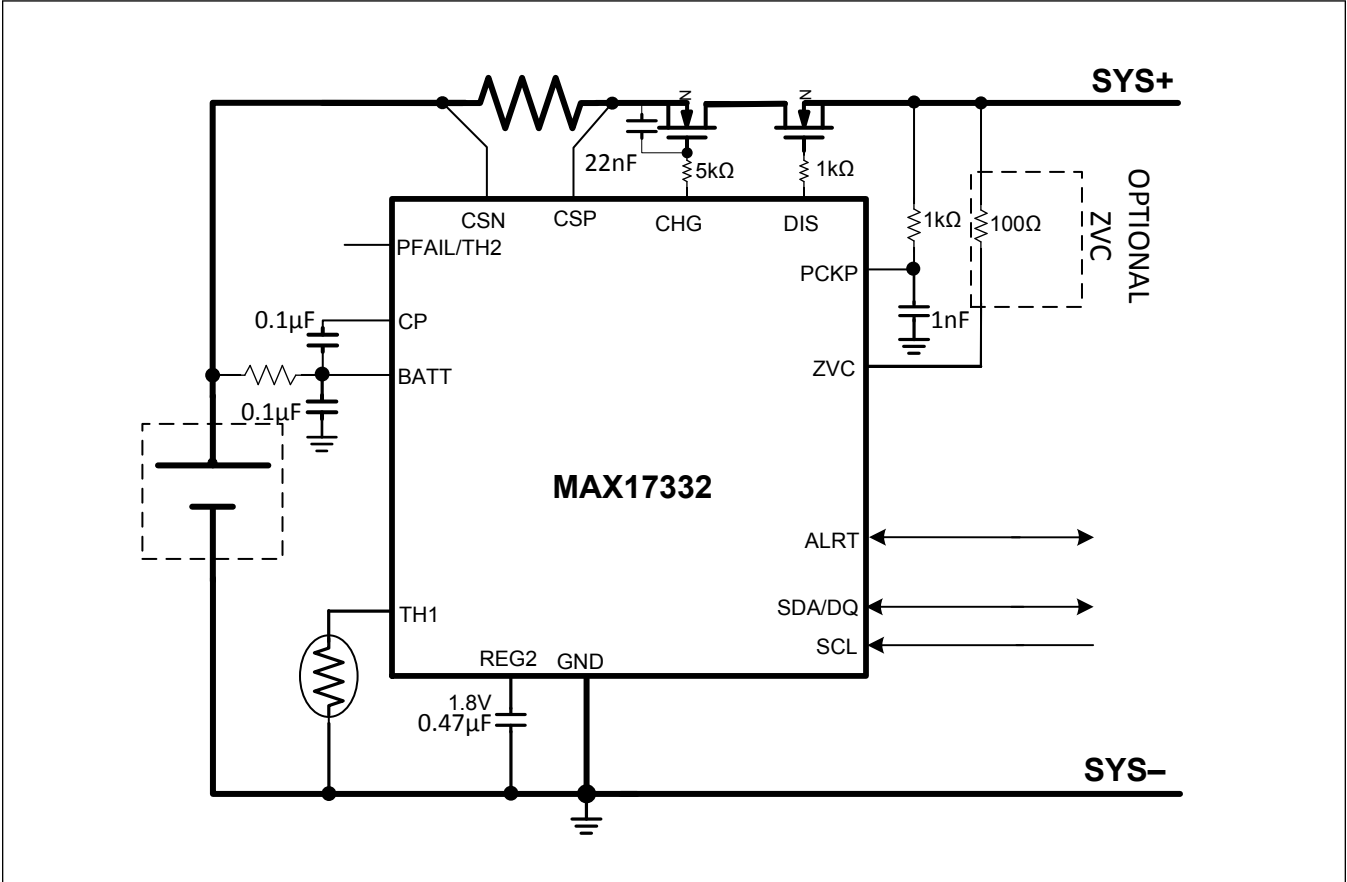 SYS+
N
N
22nF
5kΩ
1kΩ
CSN
CSP
CHG
DIS
1kΩ
100Ω
OPTIONAL
ZVC
PFAIL/TH2
PCKP
0.1µF
CP
1nF
BATT
ZVC
0.1µF
MAX17332
ALRT
TH1
SDA/DQ
SCL
REG2
GND
1.8V
0.47µF
SYS–